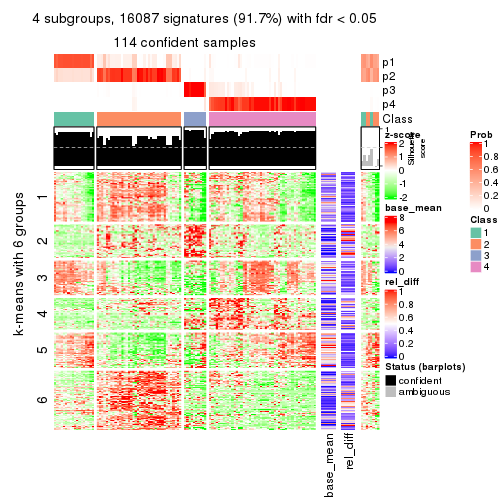 4 subgroups, 16087 signatures (91.7%) with fdr < 0.05
114 confident samples
p1
p2
p3
p4
Class
1
Silhouette
score
k-means with 6 groups
1
2
3
4
5
6
base_mean
rel_diff
z-score
2
1
0
-1
-2
base_mean
8
6
4
2
0
rel_diff
1
0.8
0.6
0.4
0.2
0
Status (barplots)
confident
ambiguous
Prob
1
0.8
0.6
0.4
0.2
0
Class
1
2
3
4